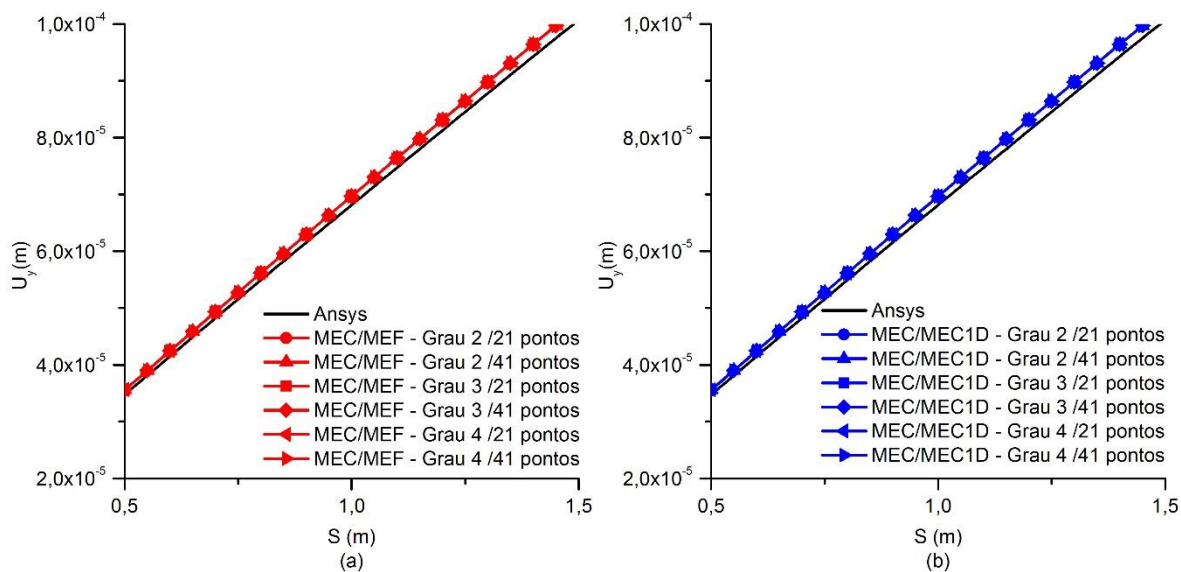 1,0x10⁻⁴
8,0x10⁻⁵
6,0x10⁻⁵
4,0x10⁻⁵
2,0x10⁻⁵
U_y(m)
Ansys
MEC/MEF - Grau 2 /21 pontos
MEC/MEF - Grau 2 /41 pontos
MEC/MEF - Grau 3 /21 pontos
MEC/MEF - Grau 3 /41 pontos
MEC/MEF - Grau 4 /21 pontos
MEC/MEF - Grau 4 /41 pontos
0,5 1,0 1,5
S (m)
(a)
1,0x10⁻⁴
8,0x10⁻⁵
6,0x10⁻⁵
4,0x10⁻⁵
2,0x10⁻⁵
U_y(m)
Ansys
MEC/MEC1D - Grau 2 /21 pontos
MEC/MEC1D - Grau 2 /41 pontos
MEC/MEC1D - Grau 3 /21 pontos
MEC/MEC1D - Grau 3 /41 pontos
MEC/MEC1D - Grau 4 /21 pontos
MEC/MEC1D - Grau 4 /41 pontos
0,5 1,0 1,5
S (m)
(b)